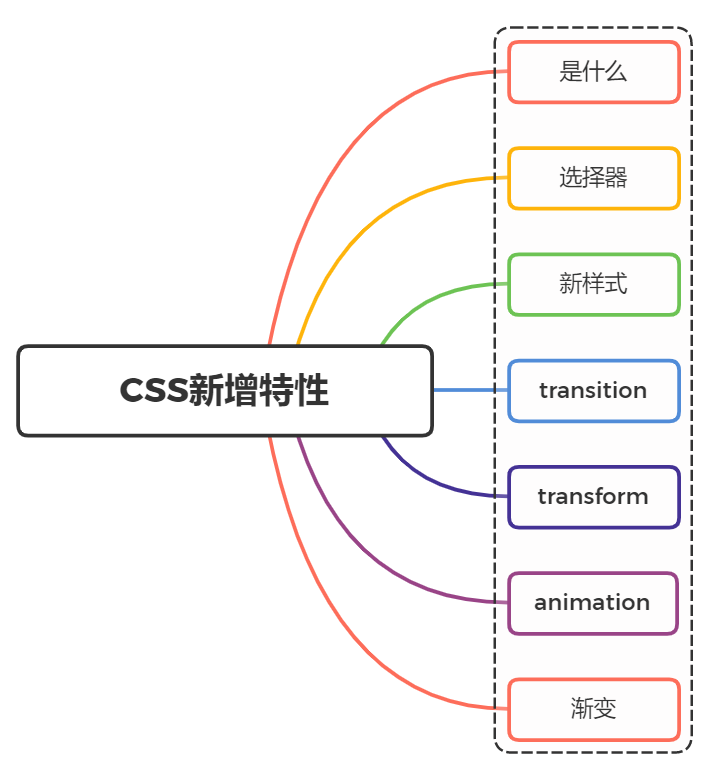 是什么
选择器
新样式
CSS新增特性
transition
transform
animation
渐变